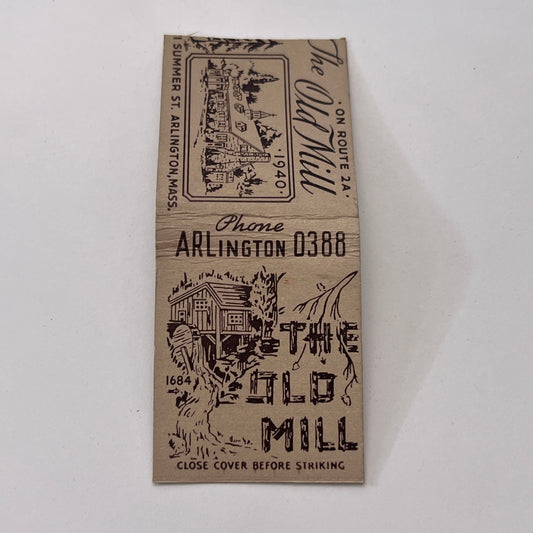 The Old Mill
· ON ROUTE 2A ·
· 1940 ·
1 SUMMER ST. ARLINGTON, MASS.
Phone
ARLINGTON 0388
1684
THE
OLD
MILL
CLOSE COVER BEFORE STRIKING